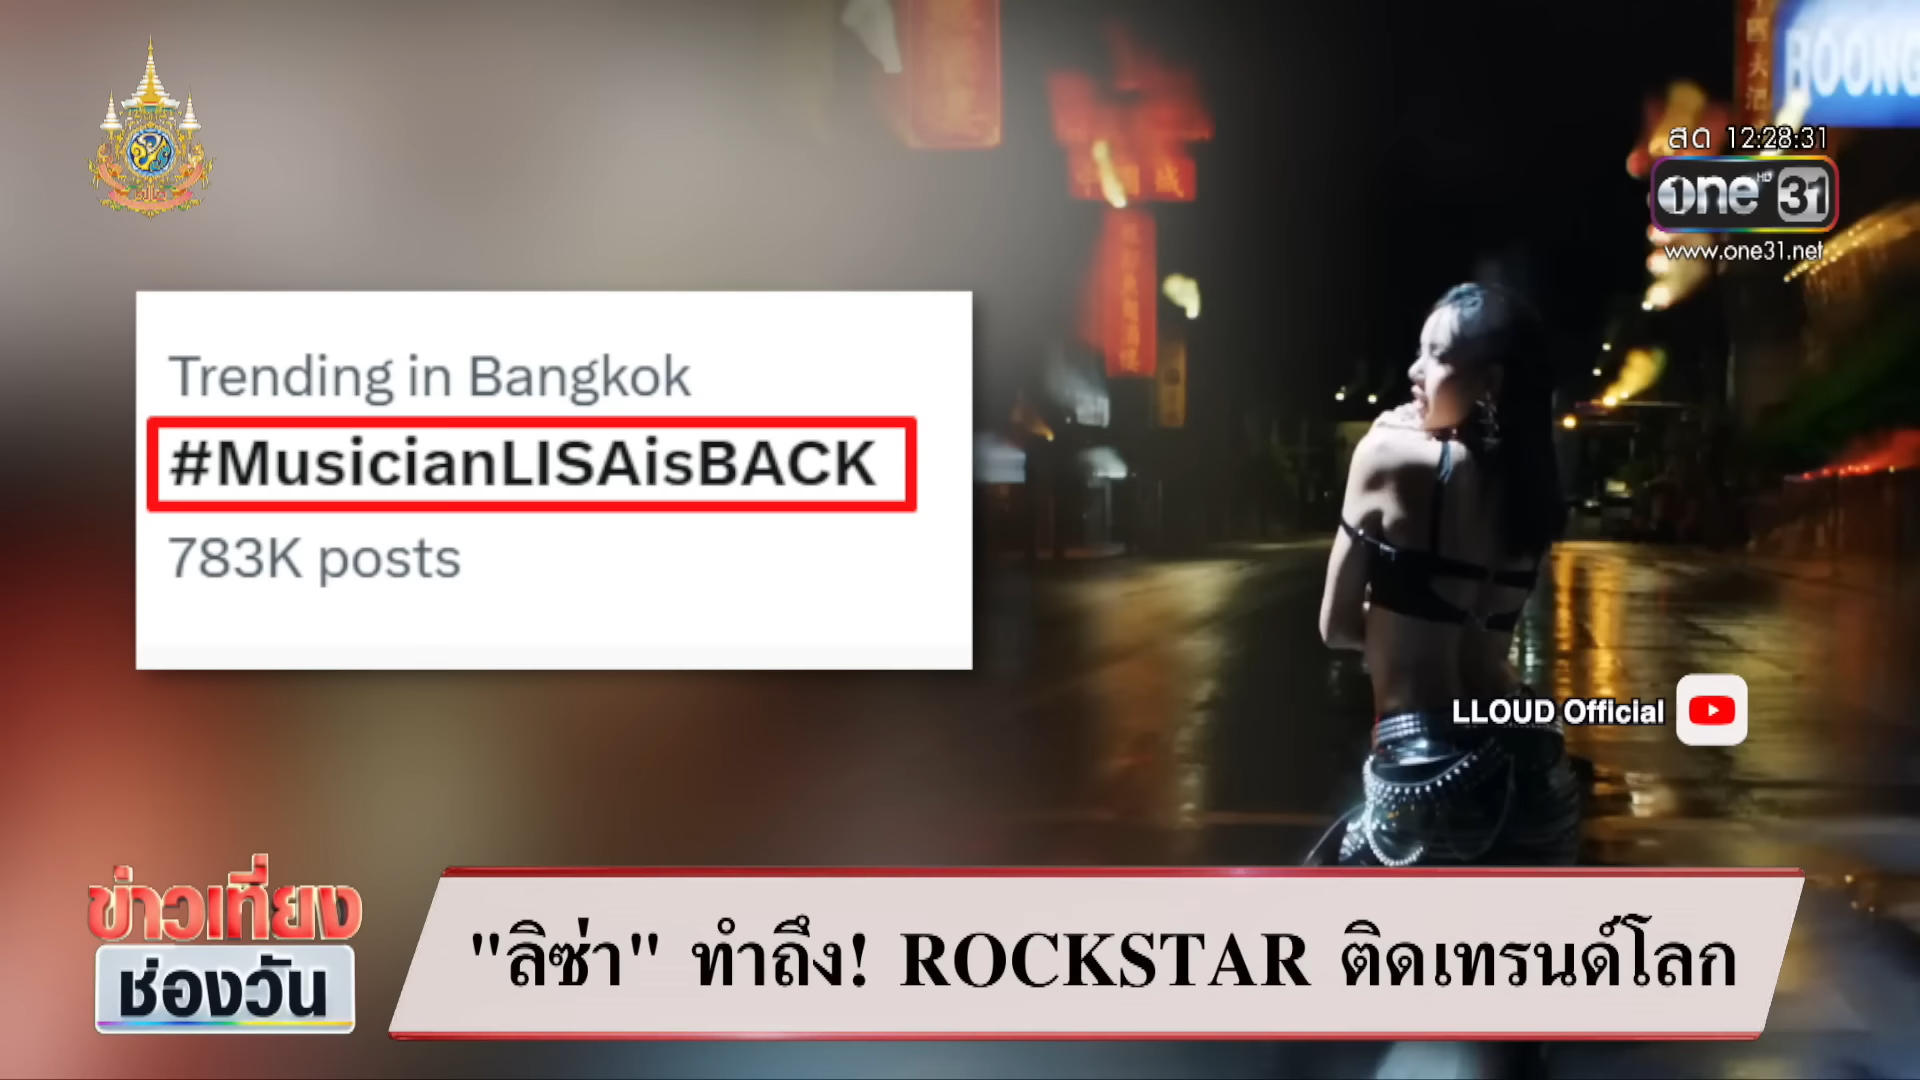 สด 12:28:31
one HD 31
www.one31.net
BOONG
Trending in Bangkok
#MusicianLISAisBACK
783K posts
LLOUD Official
ข่าวเที่ยง
ช่องวัน
"ลิซ่า" ทำถึง! ROCKSTAR ติดเทรนด์โลก